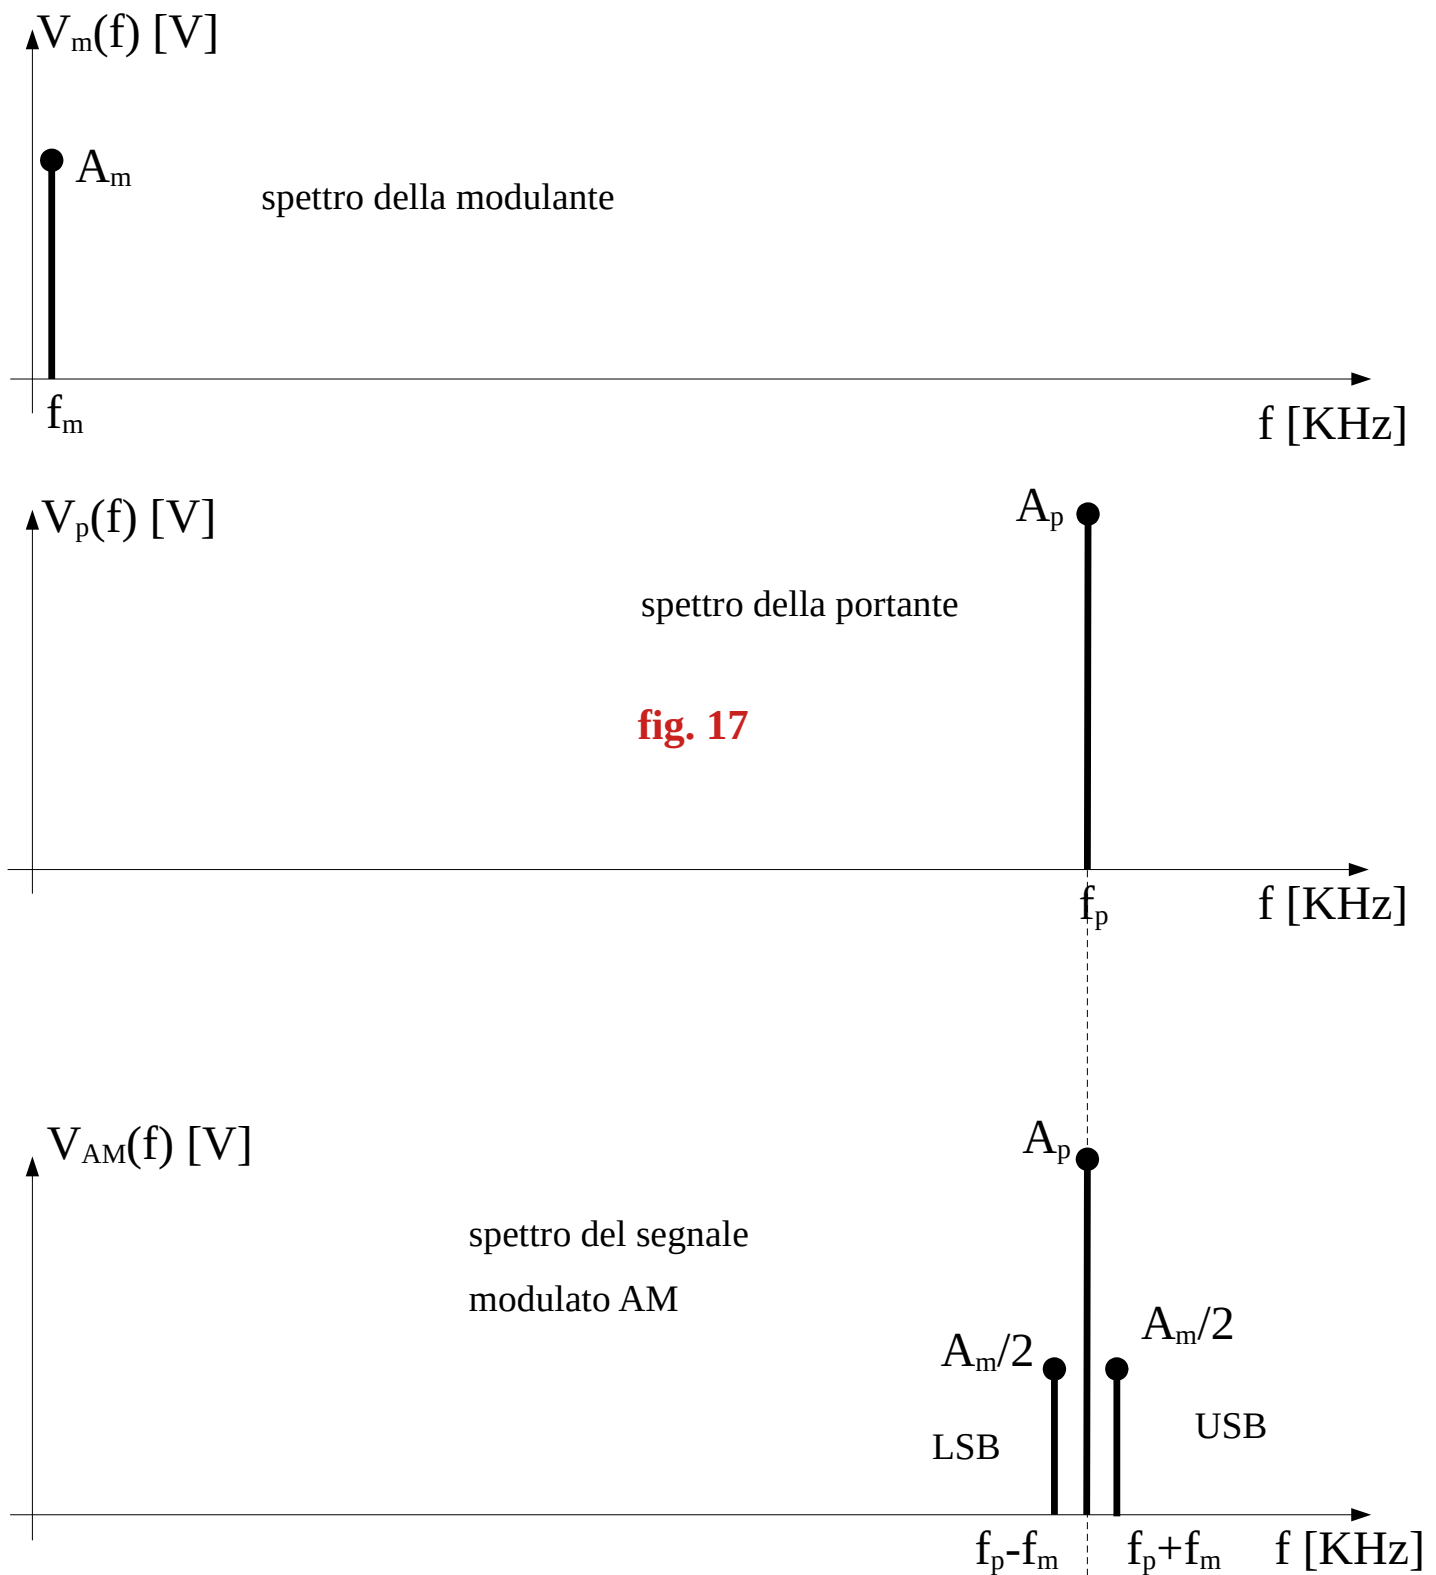 Vm(f) [V]
Am
spettro della modulante
fm
f [KHz]
Vp(f) [V]
Ap
spettro della portante
fig. 17
fp
f [KHz]
VAM(f) [V]
Ap
spettro del segnale
modulato AM
Am/2
Am/2
LSB
USB
fp-fm
fp+fm
f [KHz]